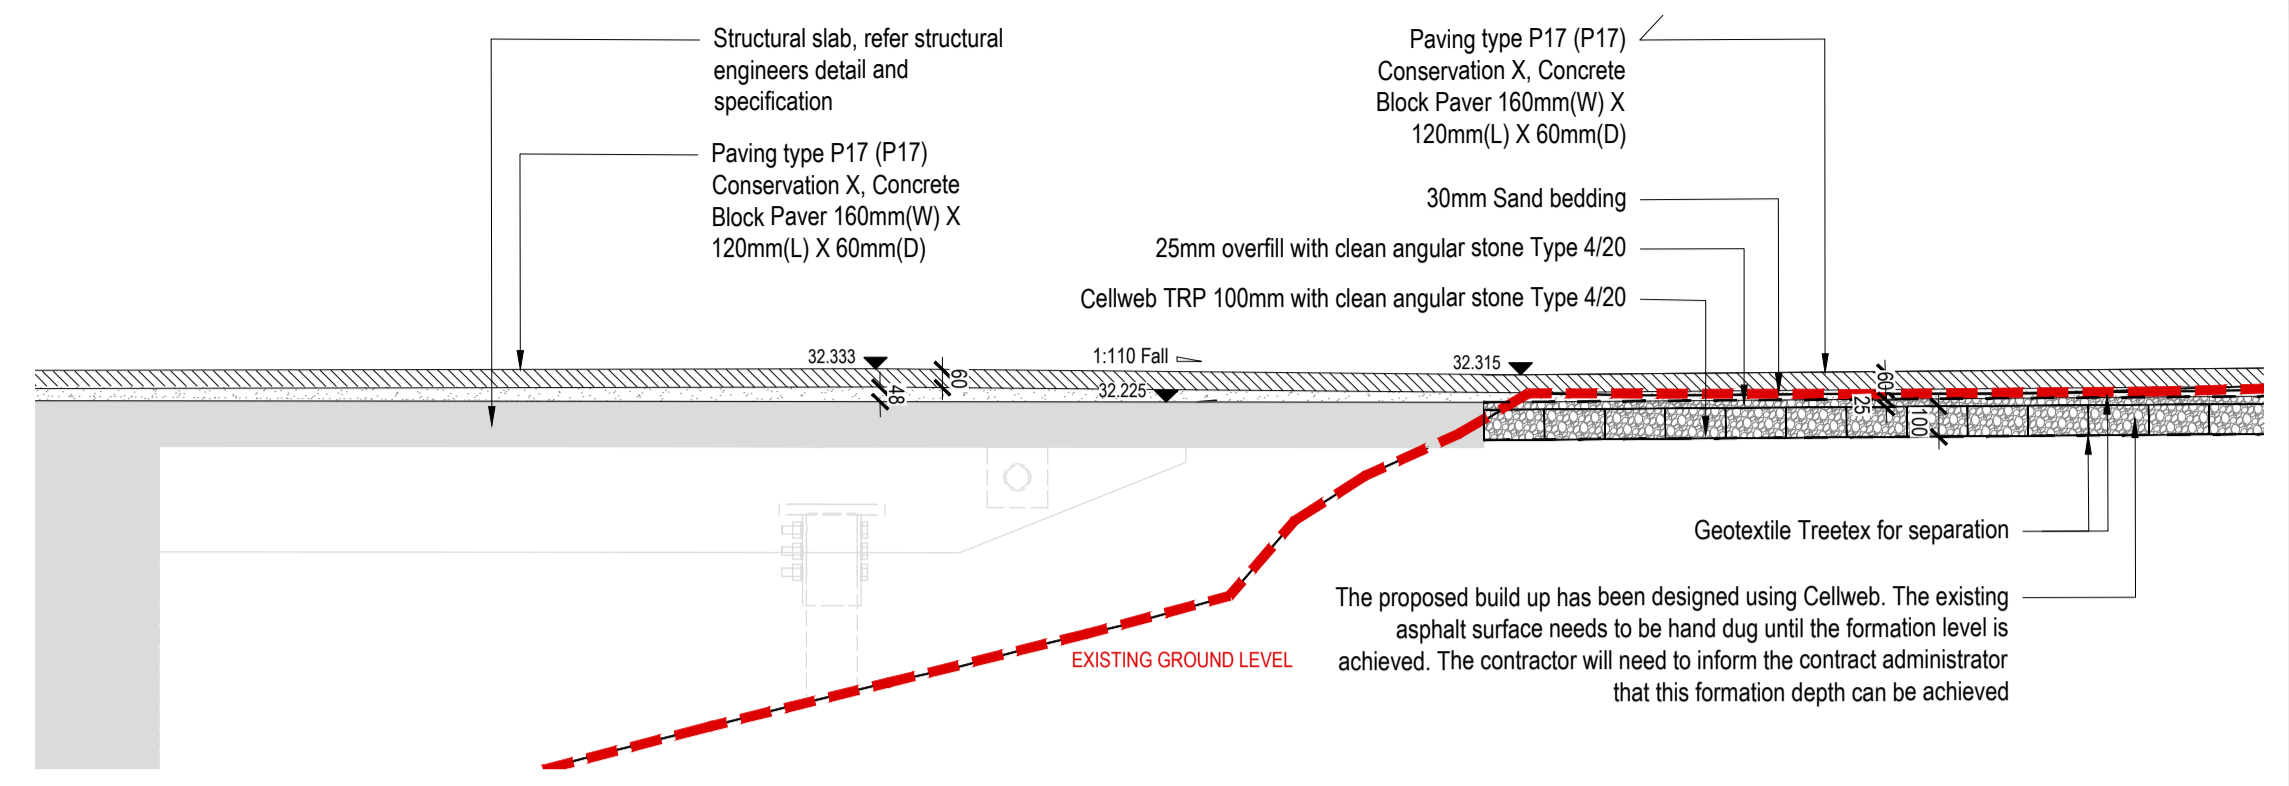 Structural slab, refer structural
engineers detail and
specification
Paving type P17 (P17)
Conservation X, Concrete
Block Paver 160mm(W) X
120mm(L) X 60mm(D)
Paving type P17 (P17)
Conservation X, Concrete
Block Paver 160mm(W) X
120mm(L) X 60mm(D)
30mm Sand bedding
25mm overfill with clean angular stone Type 4/20
Cellweb TRP 100mm with clean angular stone Type 4/20
32.333
1:110 Fall
32.315
60
48
32.225
60
25
100
Geotextile Treetex for separation
The proposed build up has been designed using Cellweb. The existing
asphalt surface needs to be hand dug until the formation level is
achieved. The contractor will need to inform the contract administrator
that this formation depth can be achieved
EXISTING GROUND LEVEL